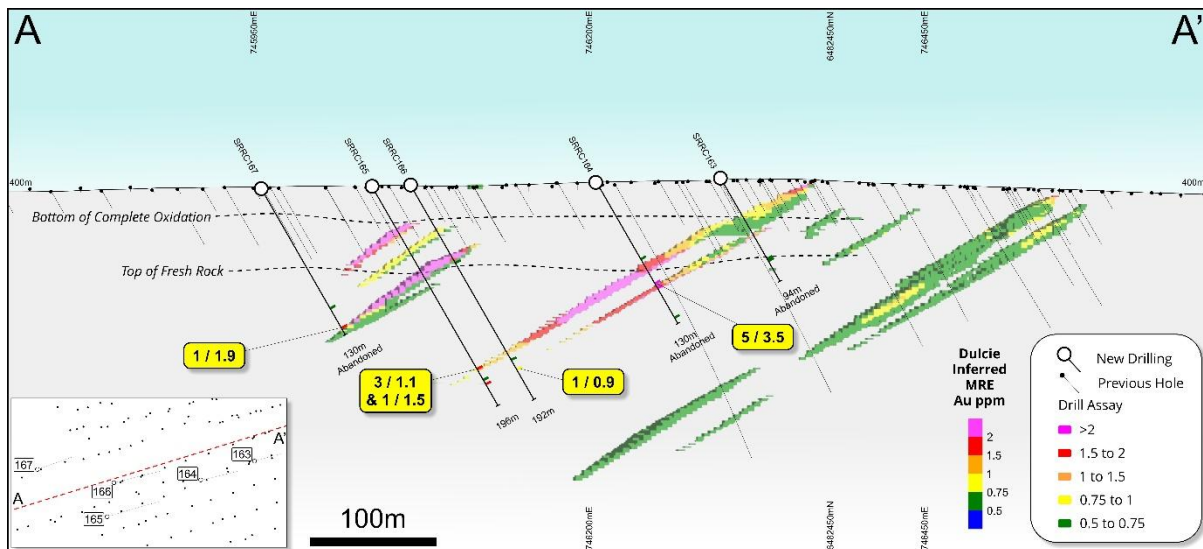 A
A'
745950mE
746200mE
6482450mN
746450mE
SRRC167
SRRC165
SRRC166
SRRC164
SRRC163
400m
400m
Bottom of Complete Oxidation
Top of Fresh Rock
94m
Abandoned
130m
Abandoned
130m
Abandoned
196m
192m
1 / 1.9
3 / 1.1
& 1 / 1.5
1 / 0.9
5 / 3.5
Dulcie
Inferred
MRE
Au ppm
2
1.5
1
0.75
0.5
New Drilling
Previous Hole
Drill Assay
>2
1.5 to 2
1 to 1.5
0.75 to 1
0.5 to 0.75
A'
163
167
164
166
A
165
100m
746200mE
6482450mN